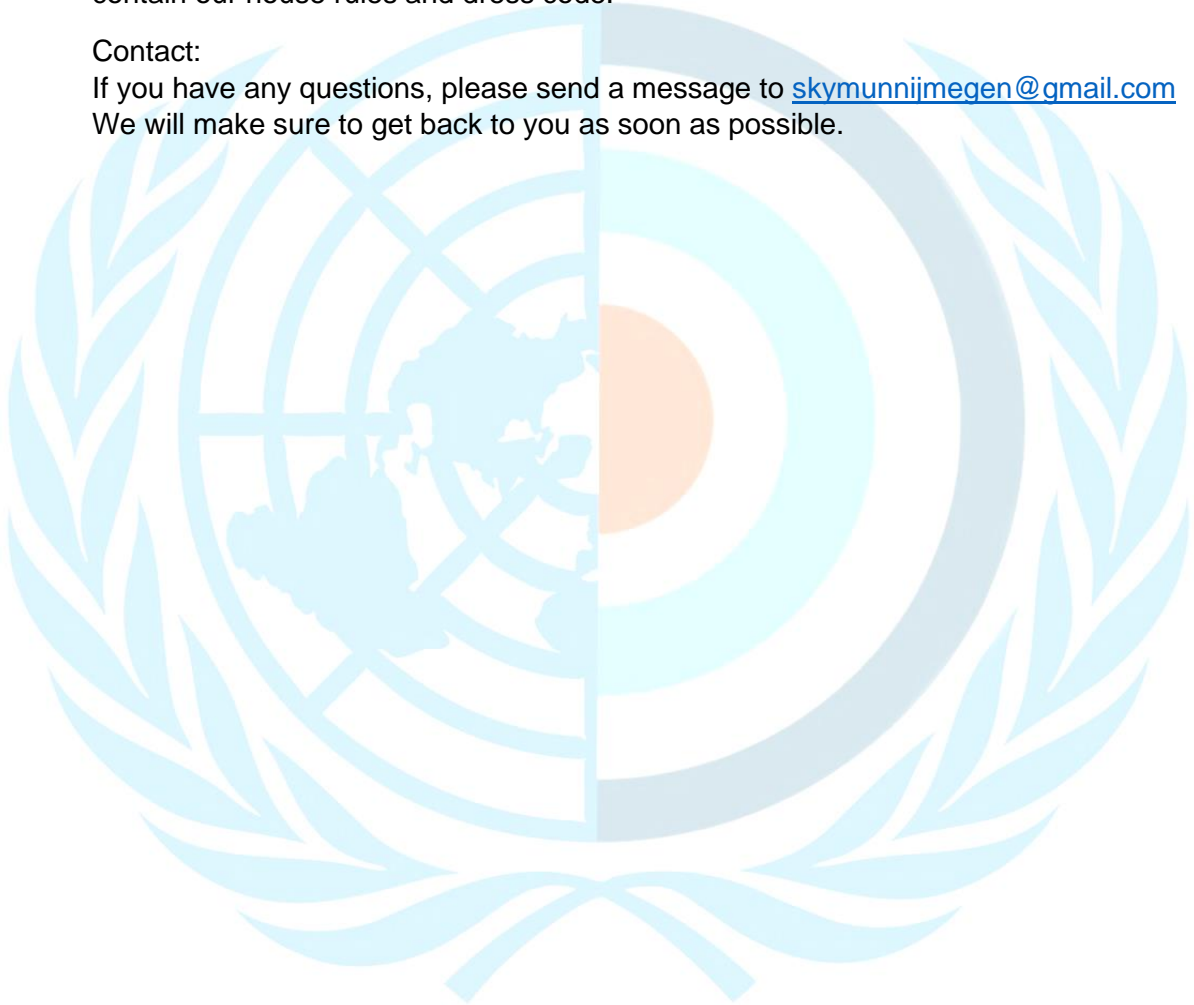 contain our house rules and dress code.
Contact:
If you have any questions, please send a message to skymunnijmegen@gmail.com
We will make sure to get back to you as soon as possible.